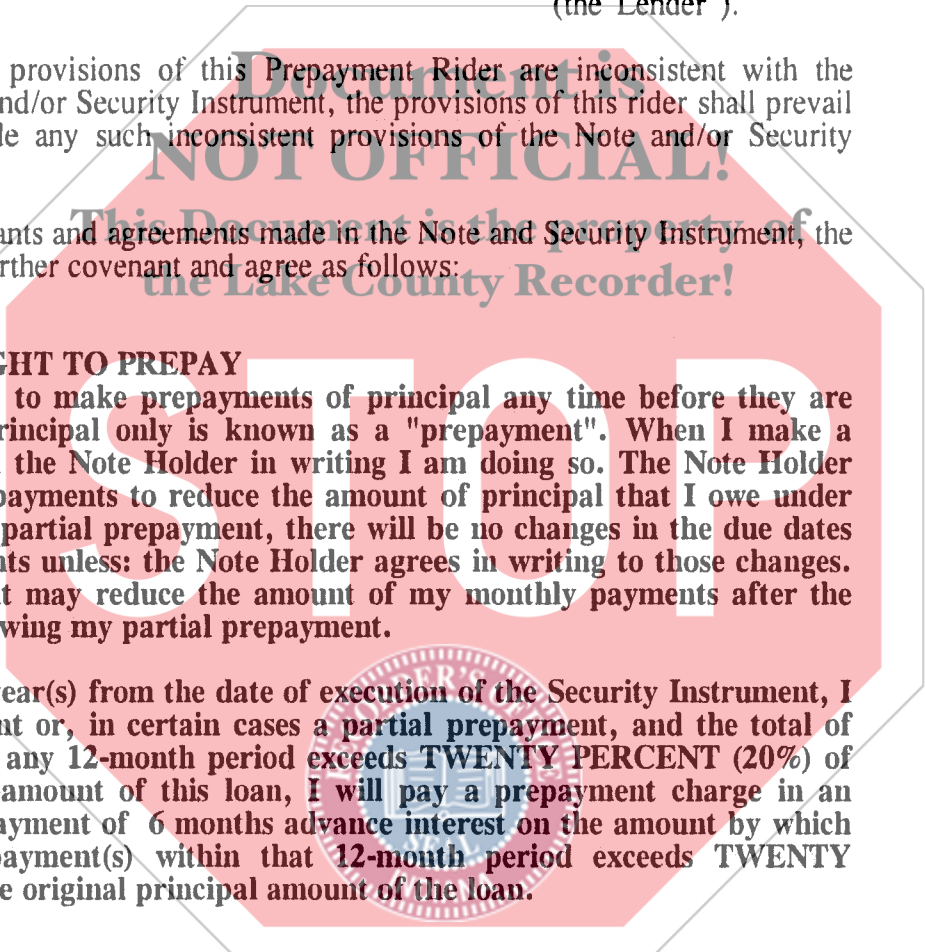 (the Lender ).
provisions of this Prepayment Rider are inconsistent with the
nd/or Security Instrument, the provisions of this rider shall prevail
de any such inconsistent provisions of the Note and/or Security
ants and agreements made in the Note and Security Instrument, the
rther covenant and agree as follows:
Document is
NOT OFFICIAL!
This Document is the property of
the Lake County Recorder!
STOP
GHT TO PREPAY
to make prepayments of principal any time before they are
rincipal only is known as a "prepayment". When I make a
the Note Holder in writing I am doing so. The Note Holder
payments to reduce the amount of principal that I owe under
partial prepayment, there will be no changes in the due dates
nts unless: the Note Holder agrees in writing to those changes.
t may reduce the amount of my monthly payments after the
wing my partial prepayment.
ear(s) from the date of execution of the Security Instrument, I
nt or, in certain cases a partial prepayment, and the total of
any 12-month period exceeds TWENTY PERCENT (20%) of
amount of this loan, I will pay a prepayment charge in an
ayment of 6 months advance interest on the amount by which
payment(s) within that 12-month period exceeds TWENTY
e original principal amount of the loan.
RECORDER'S OFFICE
SEAL
INDIANA